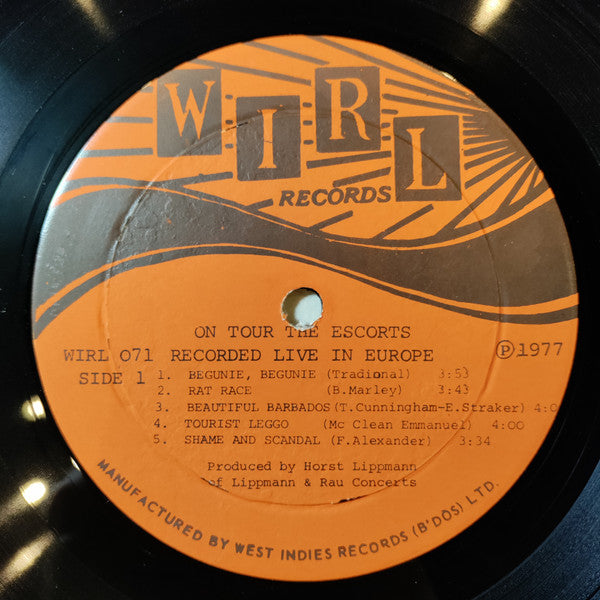 WIRL
RECORDS
ON TOUR THE ESCORTS
WIRL 071 RECORDED LIVE IN EUROPE ℗1977
SIDE 1
1. BEGUNIE, BEGUNIE (Tradional) 3:53
2. RAT RACE (B.Marley) 3:43
3. BEAUTIFUL BARBADOS (T.Cunningham-E.Straker) 4:0
4. TOURIST LEGGO (Mc Clean Emmanuel) 4:00
5. SHAME AND SCANDAL (F.Alexander) 3:34
Produced by Horst Lippmann
of Lippmann & Rau Concerts
MANUFACTURED BY WEST INDIES RECORDS (B'DOS) LTD.